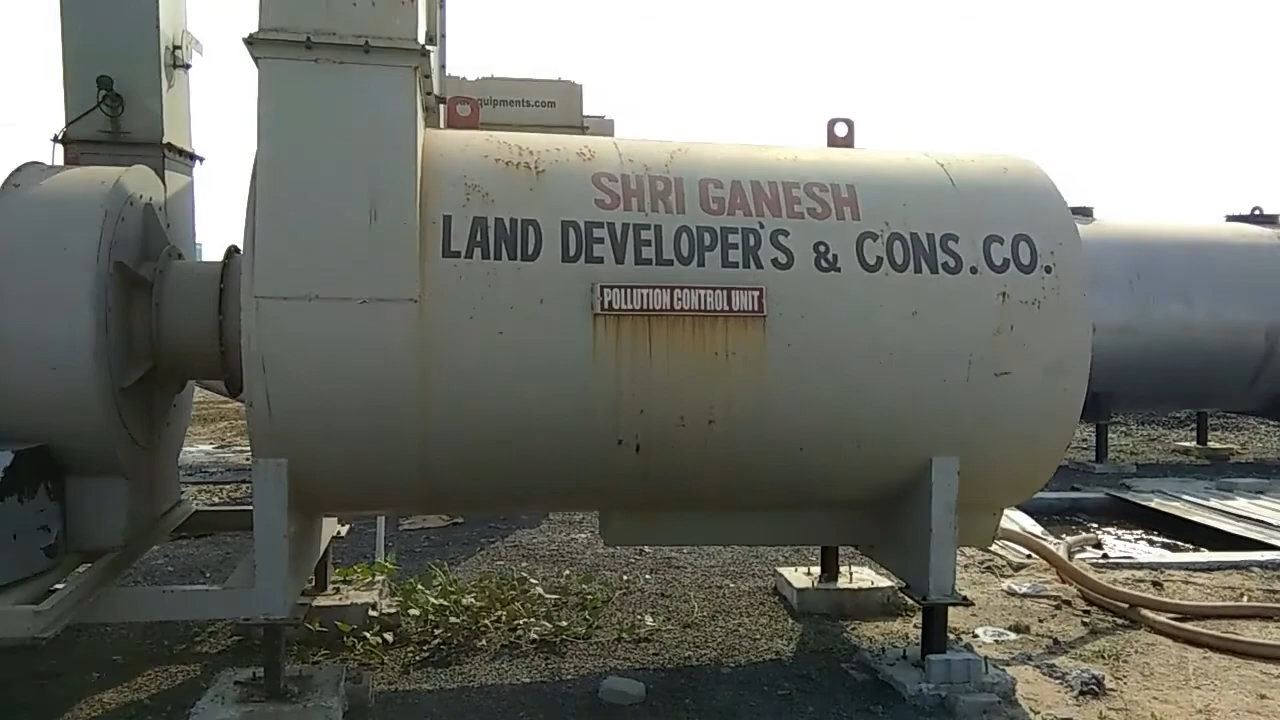 quipments.com
SHRI GANESH
LAND DEVELOPER'S & CONS. CO.
POLLUTION CONTROL UNIT